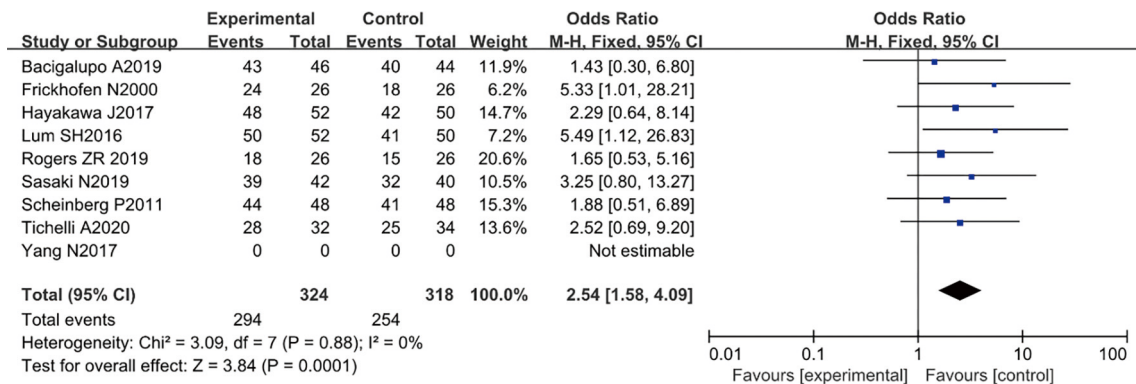 Experimental Control Odds Ratio Odds Ratio
Study or Subgroup Events Total Events Total Weight M-H, Fixed, 95% CI M-H, Fixed, 95% CI
Bacigalupo A2019 43 46 40 44 11.9% 1.43 [0.30, 6.80]
Frickhofen N2000 24 26 18 26 6.2% 5.33 [1.01, 28.21]
Hayakawa J2017 48 52 42 50 14.7% 2.29 [0.64, 8.14]
Lum SH2016 50 52 41 50 7.2% 5.49 [1.12, 26.83]
Rogers ZR 2019 18 26 15 26 20.6% 1.65 [0.53, 5.16]
Sasaki N2019 39 42 32 40 10.5% 3.25 [0.80, 13.27]
Scheinberg P2011 44 48 41 48 15.3% 1.88 [0.51, 6.89]
Tichelli A2020 28 32 25 34 13.6% 2.52 [0.69, 9.20]
Yang N2017 0 0 0 0 Not estimable
Total (95% CI) 324 318 100.0% 2.54 [1.58, 4.09]
Total events 294 254
Heterogeneity: Chi² = 3.09, df = 7 (P = 0.88); I² = 0%
Test for overall effect: Z = 3.84 (P = 0.0001)
0.01 0.1 1 10 100
Favours [experimental] Favours [control]